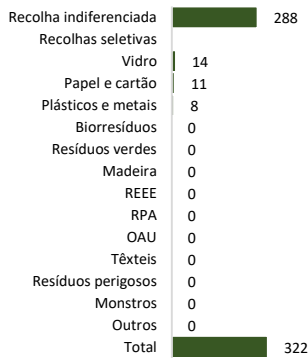 Recolha indiferenciada 288
Recolhas seletivas
Vidro 14
Papel e cartão 11
Plásticos e metais 8
Biorresíduos 0
Resíduos verdes 0
Madeira 0
REEE 0
RPA 0
OAU 0
Têxteis 0
Resíduos perigosos 0
Monstros 0
Outros 0
Total 322